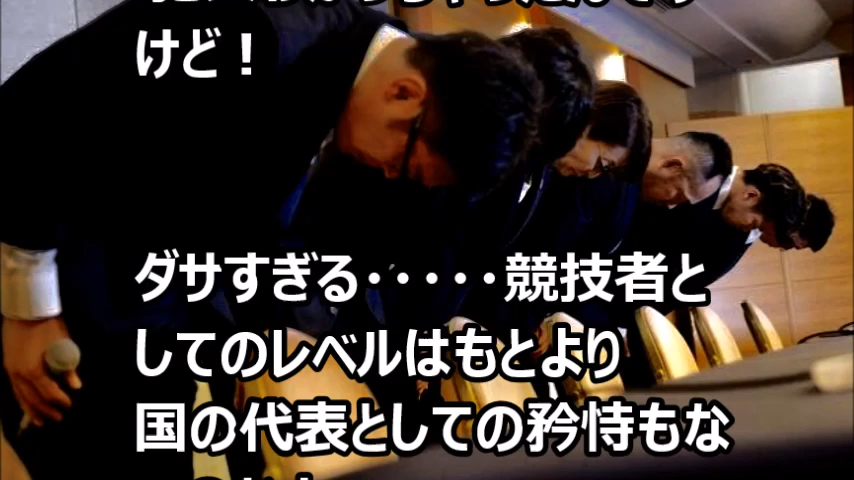 けど！
ダサすぎる・・・・・競技者と
してのレベルはもとより
国の代表としての矜恃もな